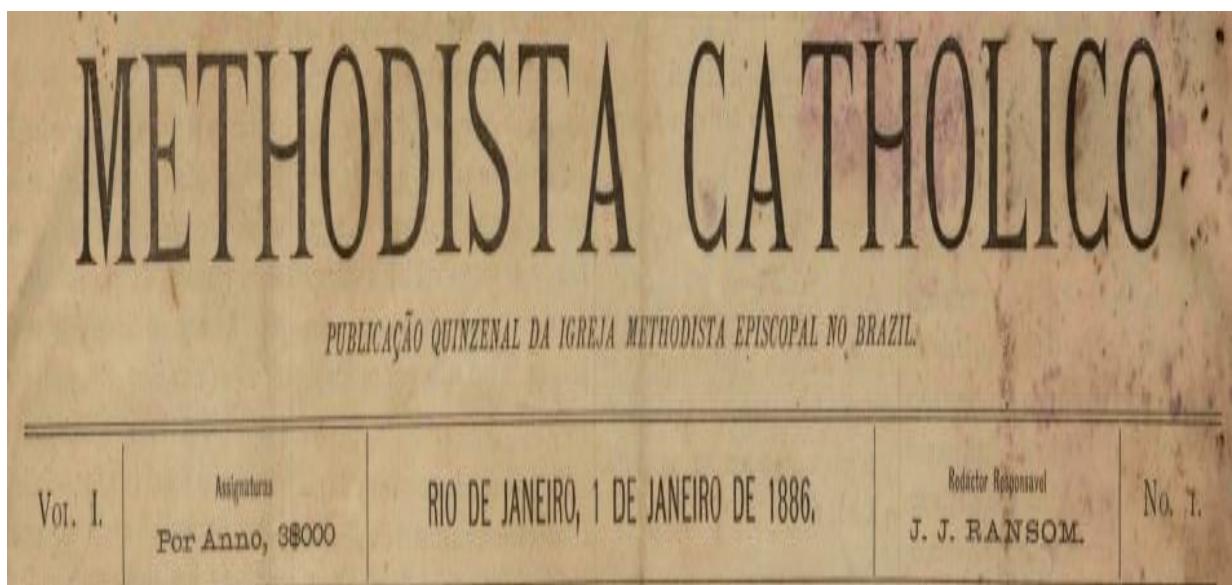 METHODISTA CATHOLICO
PUBLICAÇÃO QUINZENAL DA IGREJA METHODISTA EPISCOPAL NO BRAZIL.
Vol. I.
Assignaturas
Por Anno, 3$000
RIO DE JANEIRO, 1 DE JANEIRO DE 1886.
Redactor Responsavel
J. J. RANSOM.
No. 1.